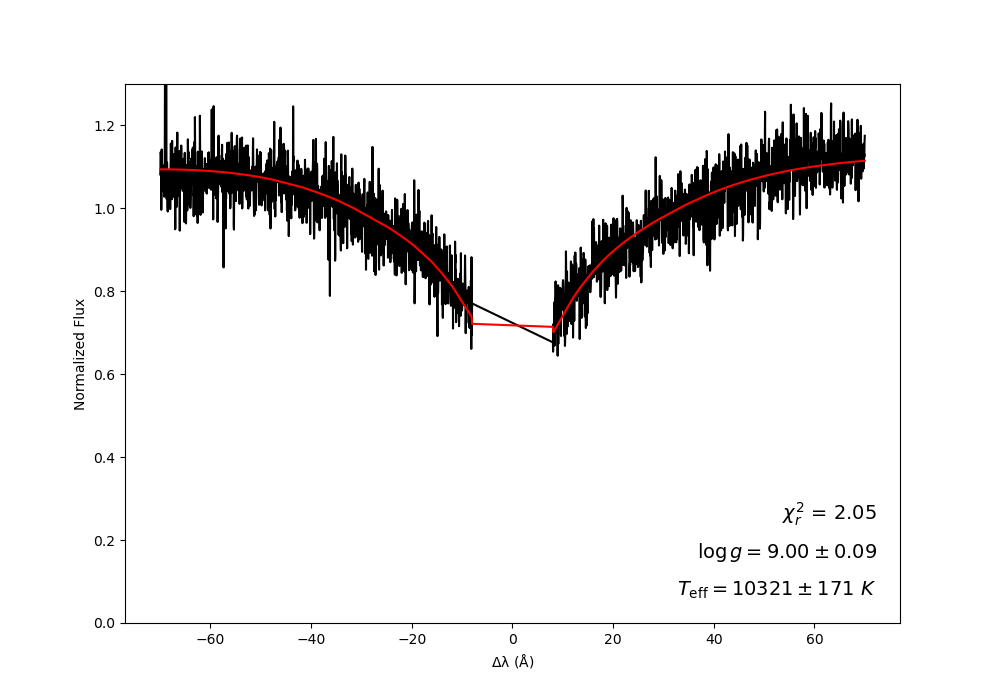 1.2
1.0
0.8
0.6
0.4
0.2
0.0
Normalized Flux
χ²ᵣ = 2.05
log g = 9.00 ± 0.09
T_eff = 10321 ± 171 K
−60 −40 −20 0 20 40 60
Δλ (Å)